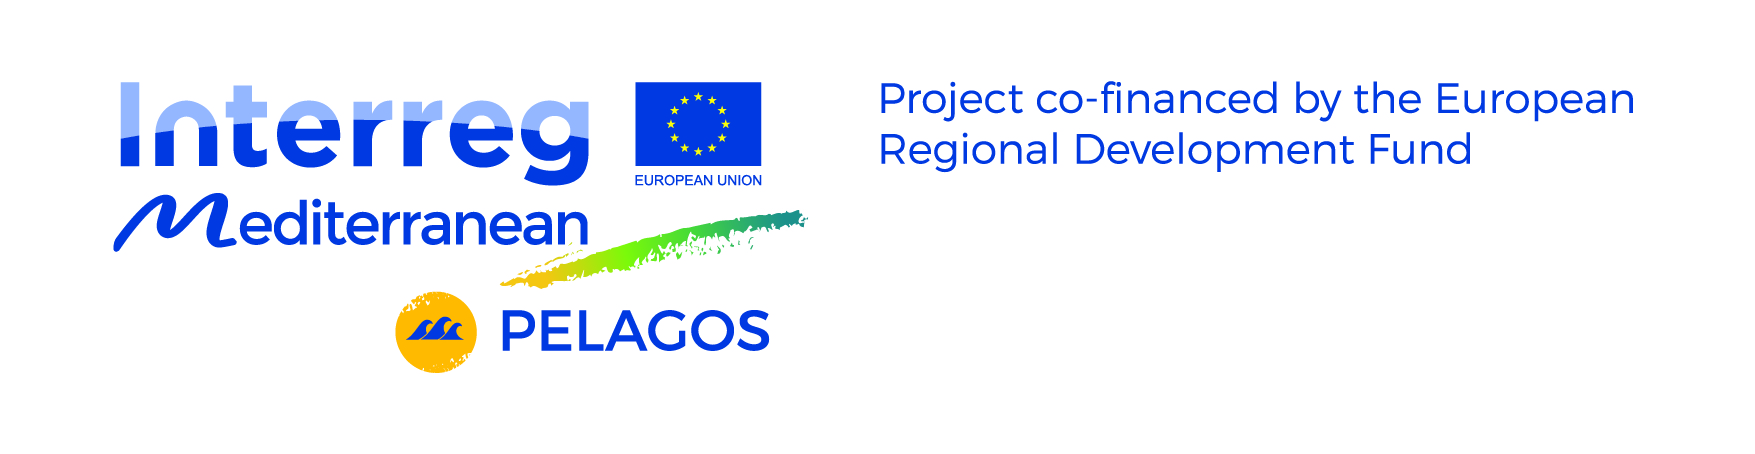 Interreg
EUROPEAN UNION
Mediterranean
PELAGOS
Project co-financed by the European
Regional Development Fund